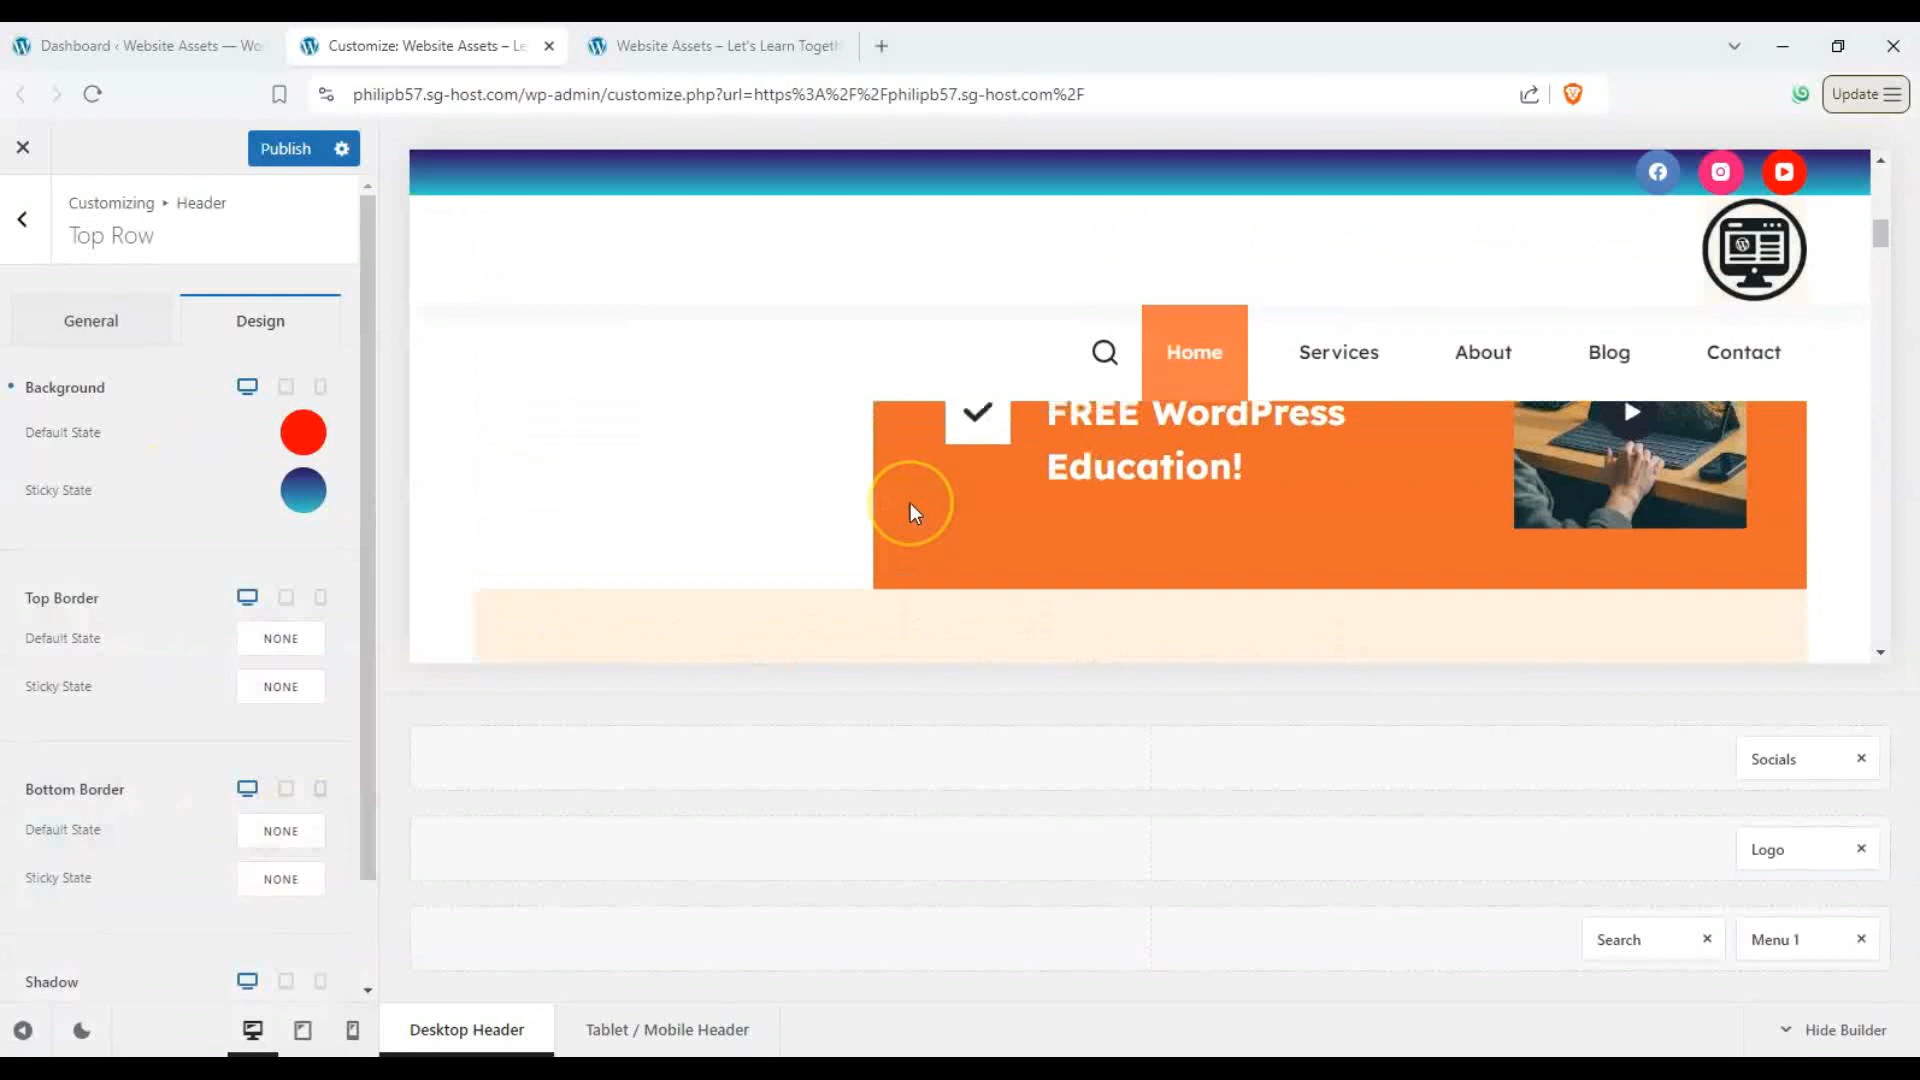 Dashboard ‹ Website Assets — Wo
Customize: Website Assets – Le
Website Assets – Let's Learn Togeth
philipb57.sg-host.com/wp-admin/customize.php?url=https%3A%2F%2Fphilipb57.sg-host.com%2F
Update
Publish
Customizing ▸ Header
Top Row
General
Design
Background
Default State
Sticky State
Top Border
Default State
NONE
Sticky State
NONE
Bottom Border
Default State
NONE
Sticky State
NONE
Shadow
Home
Services
About
Blog
Contact
FREE WordPress
Education!
Socials
Logo
Search
Menu 1
Desktop Header
Tablet / Mobile Header
Hide Builder